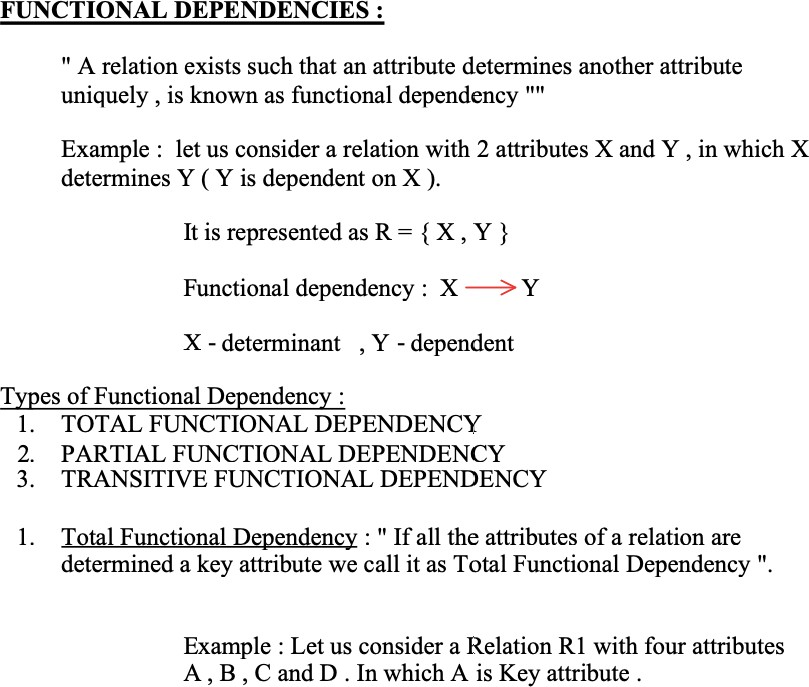 FUNCTIONAL DEPENDENCIES :
" A relation exists such that an attribute determines another attribute
uniquely , is known as functional dependency ""
Example : let us consider a relation with 2 attributes X and Y , in which X
determines Y ( Y is dependent on X ).
It is represented as R = { X , Y }
Functional dependency : X ⟶ Y
X - determinant , Y - dependent
Types of Functional Dependency :
1. TOTAL FUNCTIONAL DEPENDENCY
2. PARTIAL FUNCTIONAL DEPENDENCY
3. TRANSITIVE FUNCTIONAL DEPENDENCY
1. Total Functional Dependency : " If all the attributes of a relation are
determined a key attribute we call it as Total Functional Dependency ".
Example : Let us consider a Relation R1 with four attributes
A , B , C and D . In which A is Key attribute .